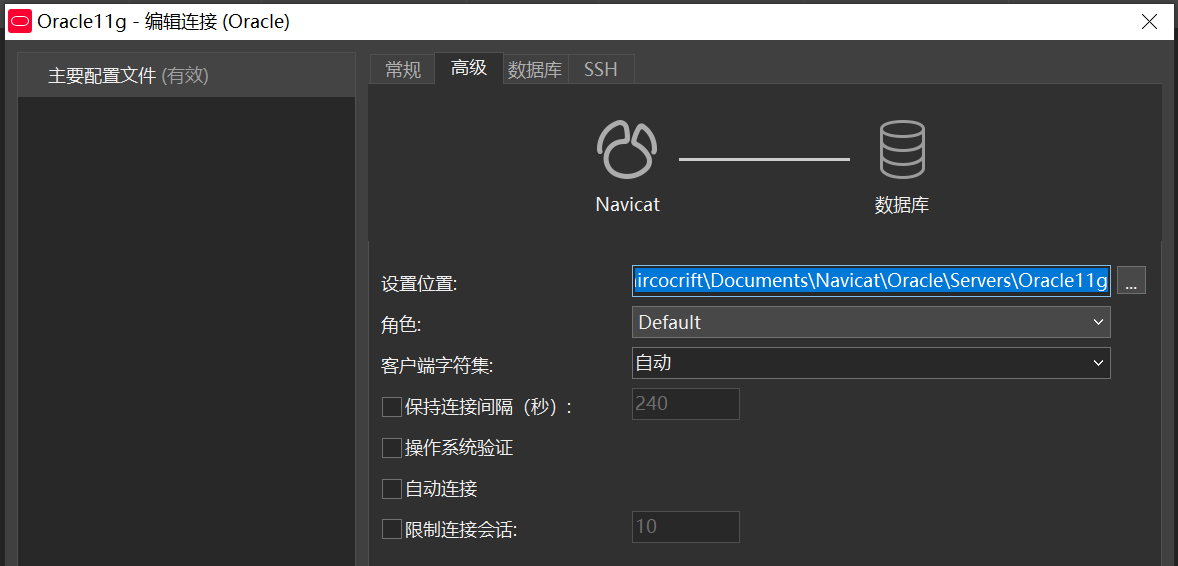 Oracle11g - 编辑连接 (Oracle)
主要配置文件 (有效)
常规 高级 数据库 SSH
Navicat 数据库
设置位置: ircocrift\Documents\Navicat\Oracle\Servers\Oracle11g ...
角色: Default
客户端字符集: 自动
保持连接间隔（秒）: 240
操作系统验证
自动连接
限制连接会话: 10